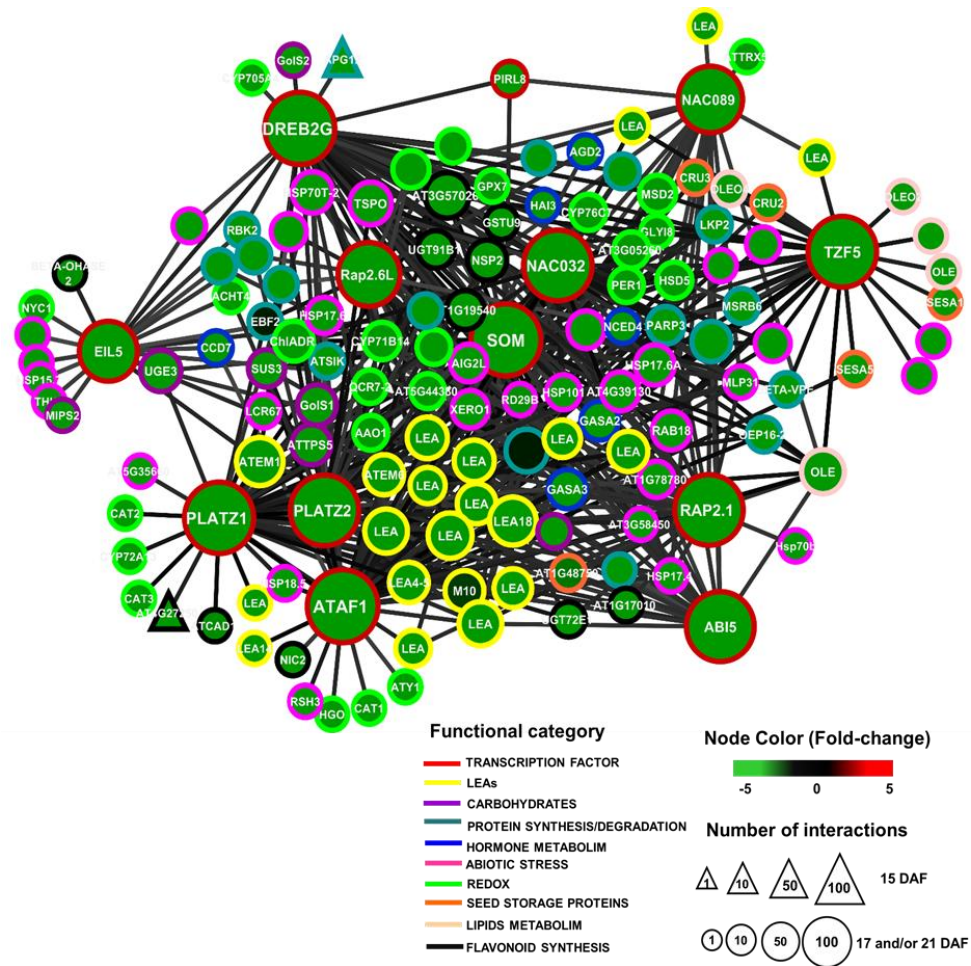 LEA
GolS2
CYP705A
ATTRX5
PIRL8
NAC089
DREB2G
LEA
LEA
AGD2
CRU3
OLEO
HSP70T-2
TSPO
AT3G57020
GPX7
MSD2
CRU2
HAI3
CYP76C7
GSTU9
GLYI8
LKP2
RBK2
UGT91B1
NSP2
AT3G05260
TZF5
NAC032
Rap2.6L
OLE
2
PER1
HSD5
ACHT4
SESA1
NYC1
HSP17.6
1G19540
MSRB6
EBF2
NCED4
PARP3
SOM
ChlADR
CYP71B14
EIL5
CCD7
ATSIK
AIG2L
HSP17.6A
UGE3
SUS3
SESA5
MLP31
AT5G44380
RD29B
HSP101
AT4G39130
MIPS2
GolS1
LCR67
XERO1
GASA2
RAB18
OEP16-2
AAO1
ATTPS5
LEA
LEA
LEA
ATEM1
LEA
OLE
LEA
GASA3
AT1G78780
LEA
CAT2
PLATZ1
PLATZ2
LEA18
RAP2.1
LEA
LEA
AT3G58450
Hsp70b
CAT3
HSP18.5
LEA4-5
M10
LEA
HSP17.4
ATAF1
LEA
AT1G17010
LEA
ABI5
NIC2
LEA
RSH3
HGO
CAT1
ATY1
Functional category
TRANSCRIPTION FACTOR
LEAs
CARBOHYDRATES
PROTEIN SYNTHESIS/DEGRADATION
HORMONE METABOLIM
ABIOTIC STRESS
REDOX
SEED STORAGE PROTEINS
LIPIDS METABOLIM
FLAVONOID SYNTHESIS
Node Color (Fold-change)
-5 0 5
Number of interactions
1 10 50 100 15 DAF
1 10 50 100 17 and/or 21 DAF